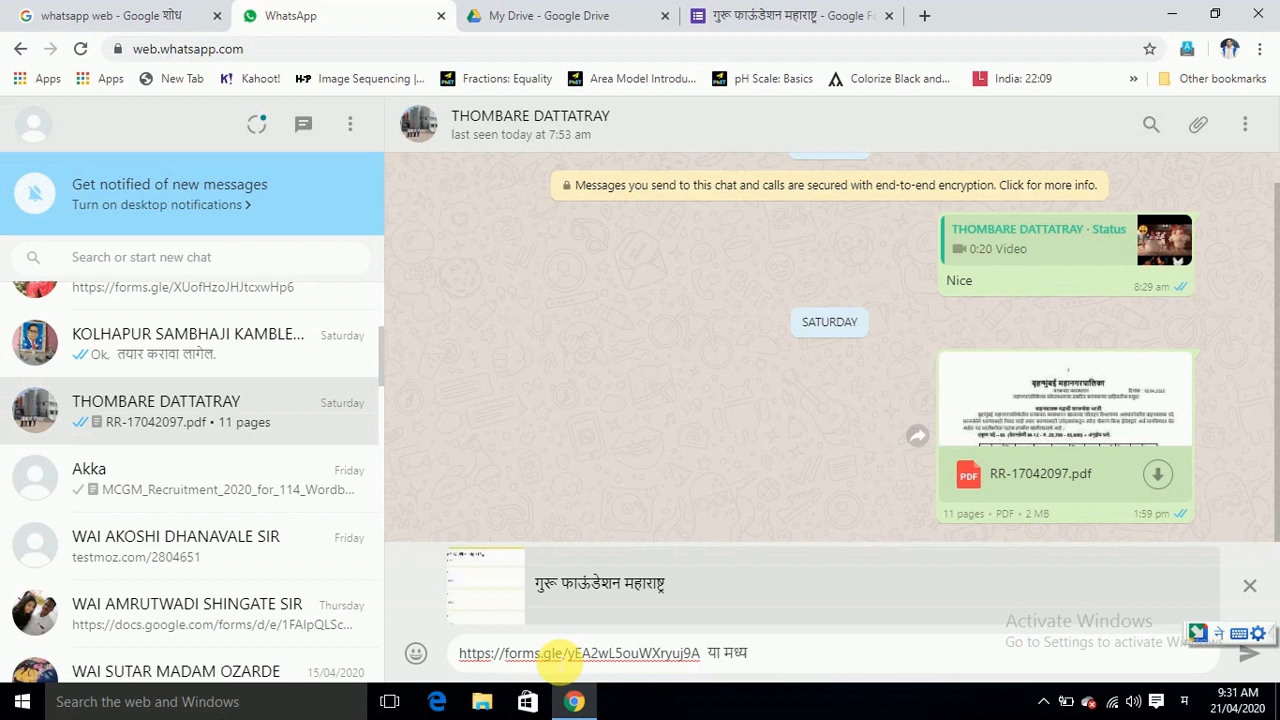 whatsapp web - Google शोध
WhatsApp
My Drive - Google Drive
गुरू फाऊंडेशन महाराष्ट्र - Google Fo
web.whatsapp.com
Apps
Apps
New Tab
Kahoot!
Image Sequencing |...
Fractions: Equality
Area Model Introdu...
pH Scale: Basics
Colorize Black and...
India: 22:09
»
Other bookmarks
THOMBARE DATTATRAY
last seen today at 7:53 am
Get notified of new messages
Turn on desktop notifications >
Search or start new chat
https://forms.gle/XUofHzoJHJtcxwHp6
KOLHAPUR SAMBHAJI KAMBLE...
Saturday
Ok, तयार करावा लागेल.
THOMBARE DATTATRAY
Saturday
RR-17042097.pdf • 11 pages
Akka
Friday
MCGM_Recruitment_2020_for_114_Wordb...
WAI AKOSHI DHANAVALE SIR
Friday
testmoz.com/2804651
WAI AMRUTWADI SHINGATE SIR
Thursday
https://docs.google.com/forms/d/e/1FAIpQLSc...
WAI SUTAR MADAM OZARDE
15/04/2020
Messages you send to this chat and calls are secured with end-to-end encryption. Click for more info.
THOMBARE DATTATRAY · Status
0:20 Video
Nice
8:29 am
SATURDAY
बृहन्मुंबई महानगरपालिका
PDF
RR-17042097.pdf
11 pages • PDF • 2 MB
1:59 pm
गुरू फाऊंडेशन महाराष्ट्र
https://forms.gle/yEA2wL5ouWXryuj9A या मध्य
Activate Windows
Go to Settings to activate Win
Search the web and Windows
म
9:31 AM
21/04/2020